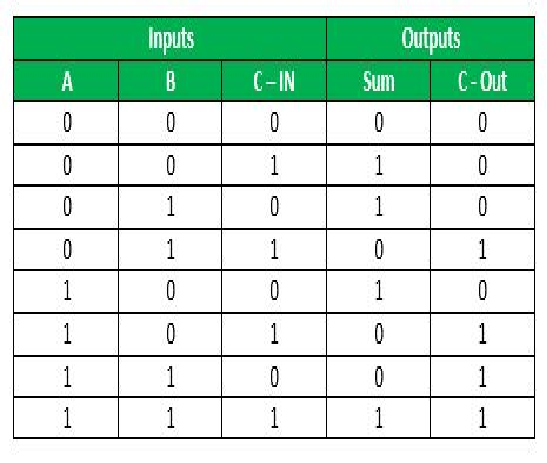 Inputs Outputs
A B C – IN Sum C - Out
0 0 0 0 0
0 0 1 1 0
0 1 0 1 0
0 1 1 0 1
1 0 0 1 0
1 0 1 0 1
1 1 0 0 1
1 1 1 1 1